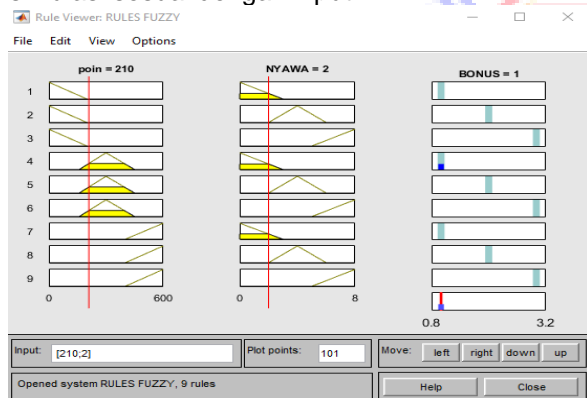 Rule Viewer: RULES FUZZY
File Edit View Options
poin = 210 NYAWA = 2 BONUS = 1
1
2
3
4
5
6
7
8
9
0 600 0 8
0.8 3.2
Input: [210;2] Plot points: 101 Move: left right down up
Opened system RULES FUZZY, 9 rules Help Close